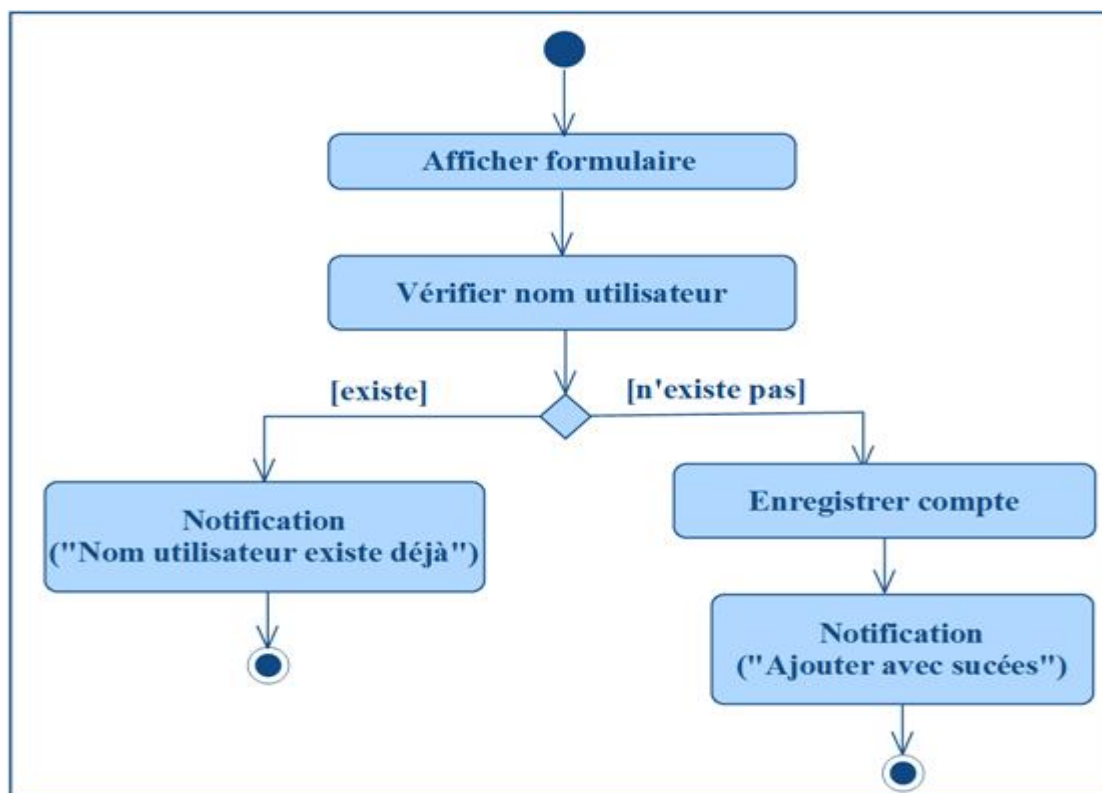 Afficher formulaire
Vérifier nom utilisateur
[existe]
[n'existe pas]
Notification
("Nom utilisateur existe déjà")
Enregistrer compte
Notification
("Ajouter avec sucées")